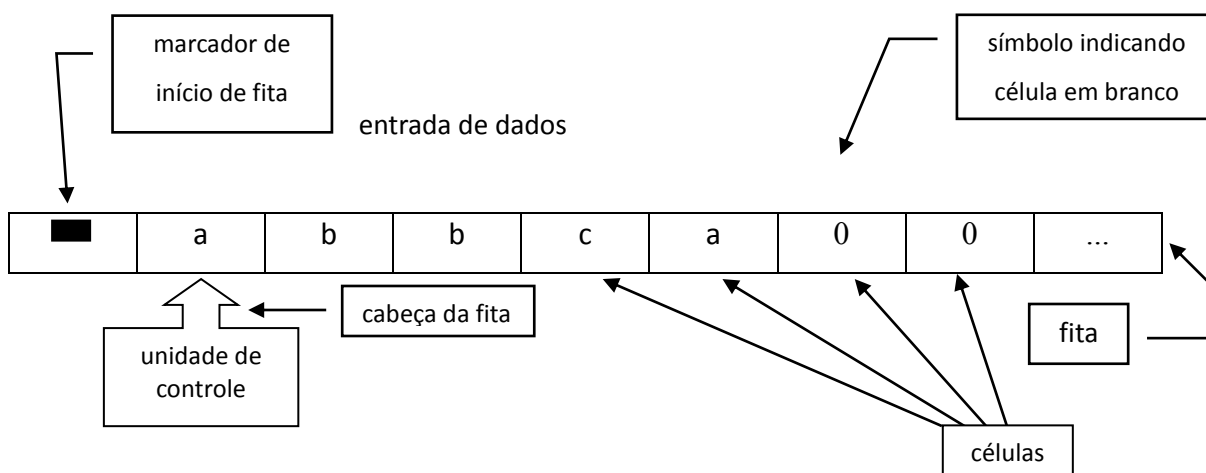 marcador de
início de fita
símbolo indicando
célula em branco
entrada de dados
a b b c a 0 0 ...
cabeça da fita
fita
unidade de
controle
células